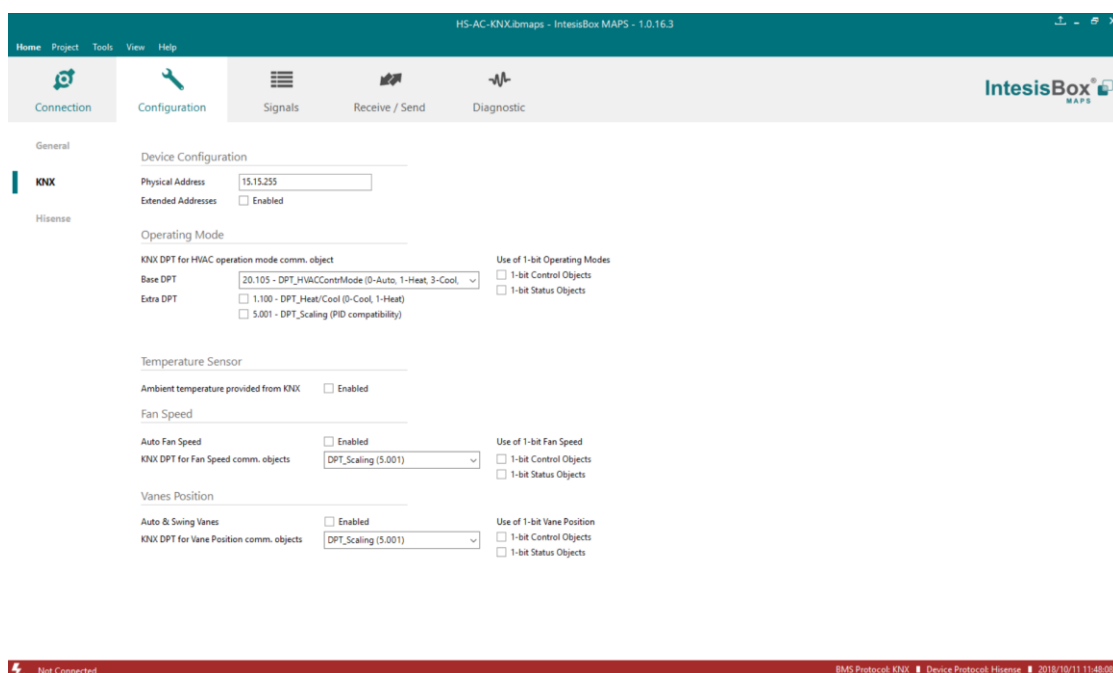 HS-AC-KNX.ibmaps - IntesisBox MAPS - 1.0.16.3
Home Project Tools View Help
Connection Configuration Signals Receive / Send Diagnostic
IntesisBox®
MAPS
General
KNX
Hisense
Device Configuration
Physical Address 15.15.255
Extended Addresses Enabled
Operating Mode
KNX DPT for HVAC operation mode comm. object Use of 1-bit Operating Modes
Base DPT 20.105 - DPT_HVACContrMode (0-Auto, 1-Heat, 3-Cool, 1-bit Control Objects
1-bit Status Objects
Extra DPT 1.100 - DPT_Heat/Cool (0-Cool, 1-Heat)
5.001 - DPT_Scaling (PID compatibility)
Temperature Sensor
Ambient temperature provided from KNX Enabled
Fan Speed
Auto Fan Speed Enabled Use of 1-bit Fan Speed
KNX DPT for Fan Speed comm. objects DPT_Scaling (5.001) 1-bit Control Objects
1-bit Status Objects
Vanes Position
Auto & Swing Vanes Enabled Use of 1-bit Vane Position
KNX DPT for Vane Position comm. objects DPT_Scaling (5.001) 1-bit Control Objects
1-bit Status Objects
Not Connected BMS Protocol: KNX Device Protocol: Hisense 2018/10/11 11:48:08